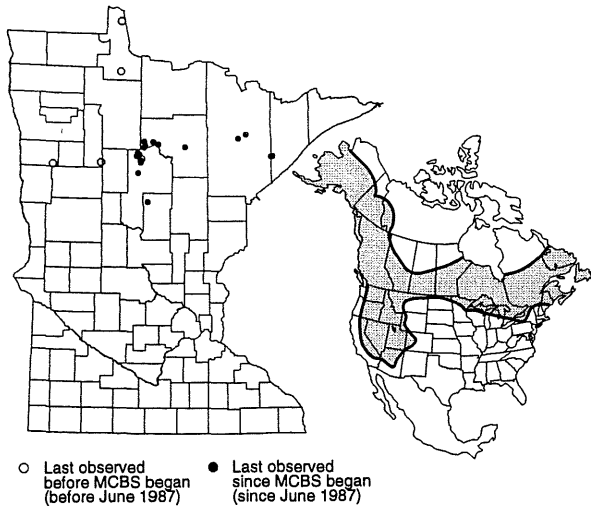 Last observed
before MCBS began
(before June 1987)
Last observed
since MCBS began
(since June 1987)